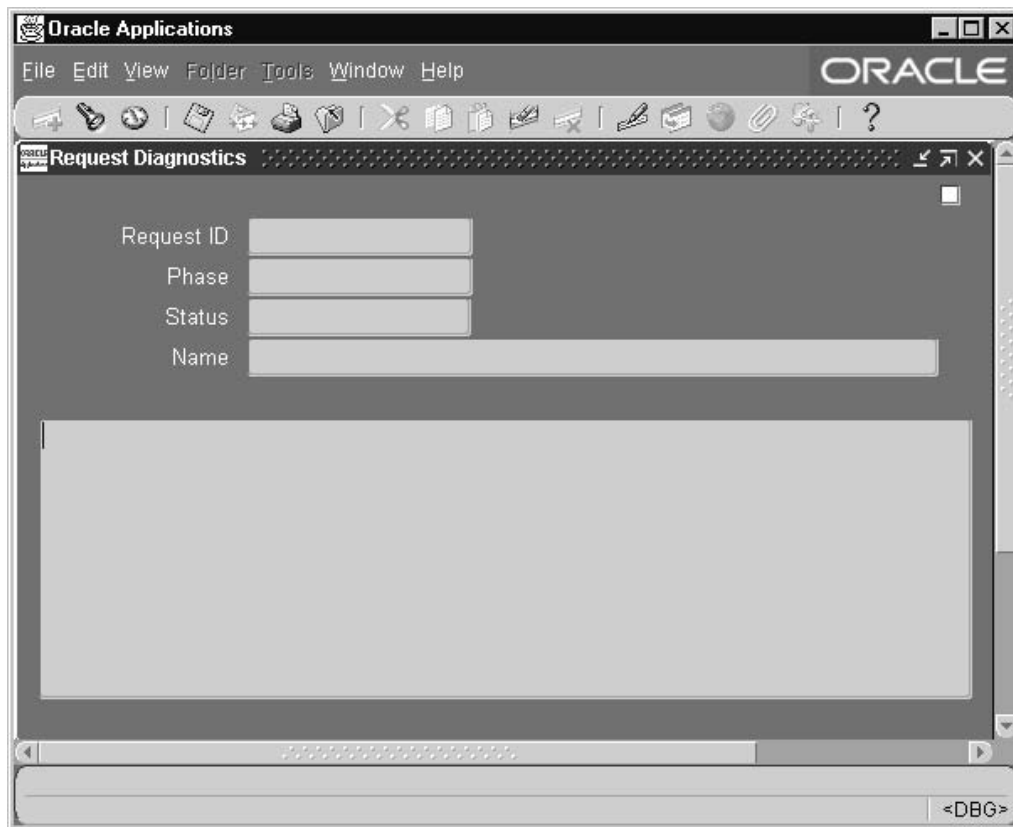 Oracle Applications
File Edit View Folder Tools Window Help
ORACLE
Request Diagnostics
Request ID
Phase
Status
Name
<DBG>